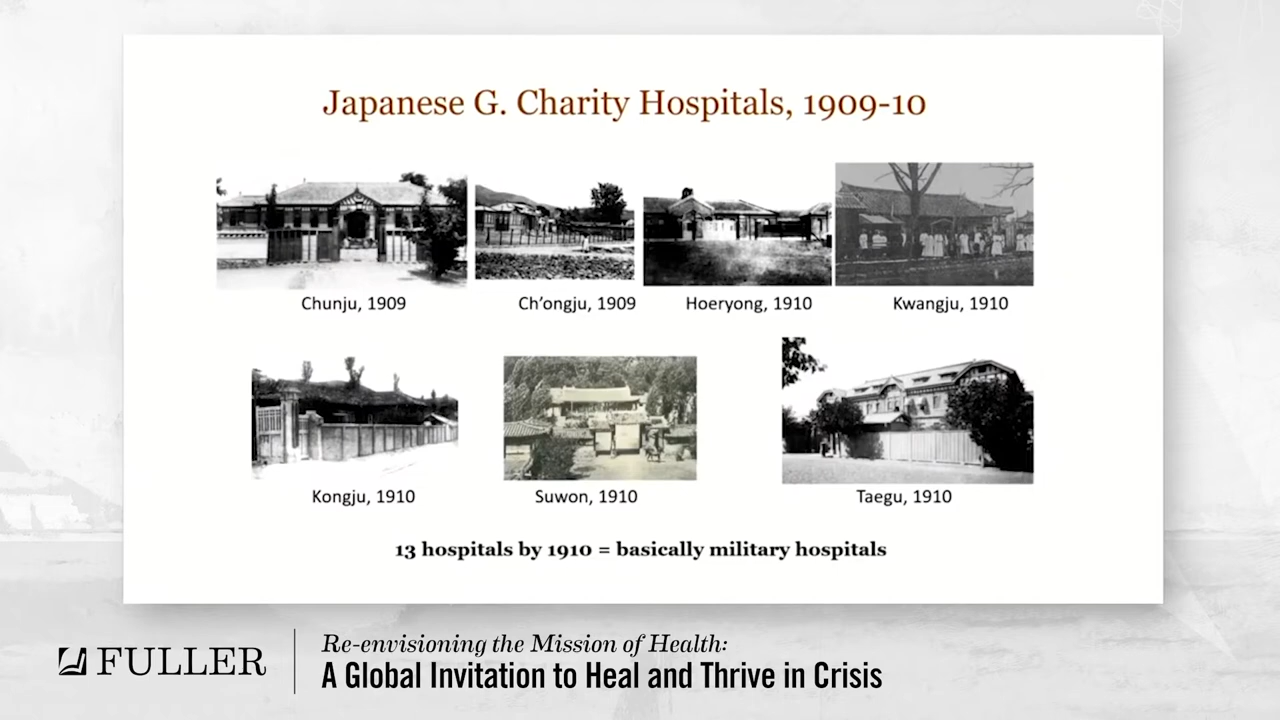 Japanese G. Charity Hospitals, 1909-10
Chunju, 1909
Ch’ongju, 1909
Hoeryong, 1910
Kwangju, 1910
Kongju, 1910
Suwon, 1910
Taegu, 1910
13 hospitals by 1910 = basically military hospitals
FULLER
Re-envisioning the Mission of Health:
A Global Invitation to Heal and Thrive in Crisis